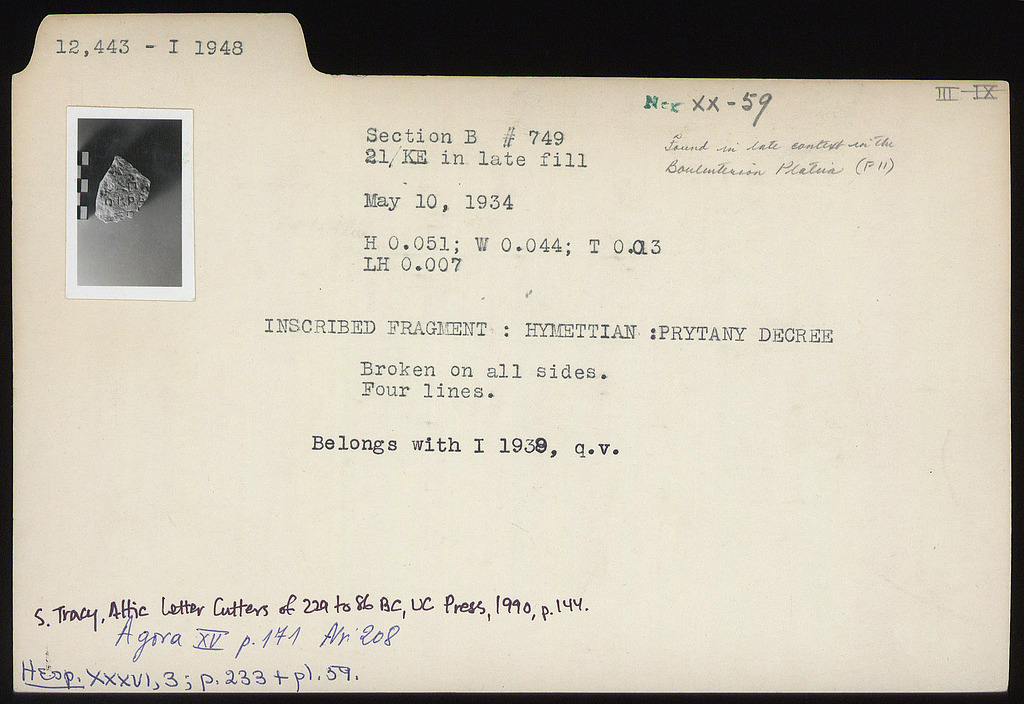 12,443 - I 1948
III-IX
Neg XX-59
Section B # 749
21/KE in late fill
Found in late context in the
Bouleuterion Plateia (F 11)
May 10, 1934
H 0.051; W 0.044; T 0.013
LH 0.007
INSCRIBED FRAGMENT : HYMETTIAN :PRYTANY DECREE
Broken on all sides.
Four lines.
Belongs with I 1939, q.v.
S. Tracy, Attic Letter Cutters of 229 to 86 BC, UC Press, 1990, p.144.
Agora XV p.171 Nr 208
Hesp. XXXVI, 3; p.233 + pl.59.